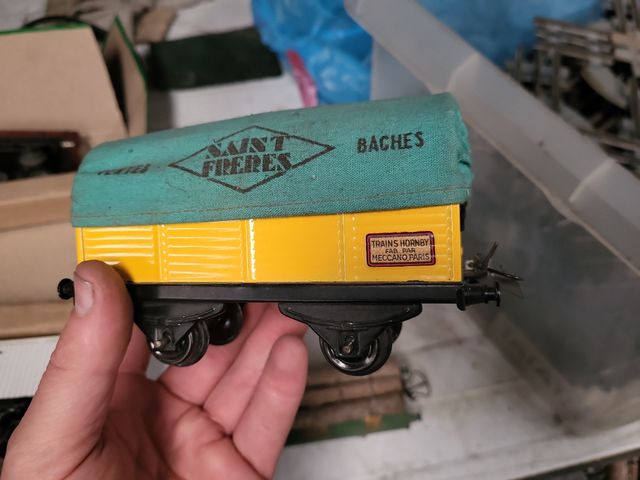 SAINT
FRERES
BACHES
TRAINS HORNBY
FAB. PAR
MECCANO. PARIS